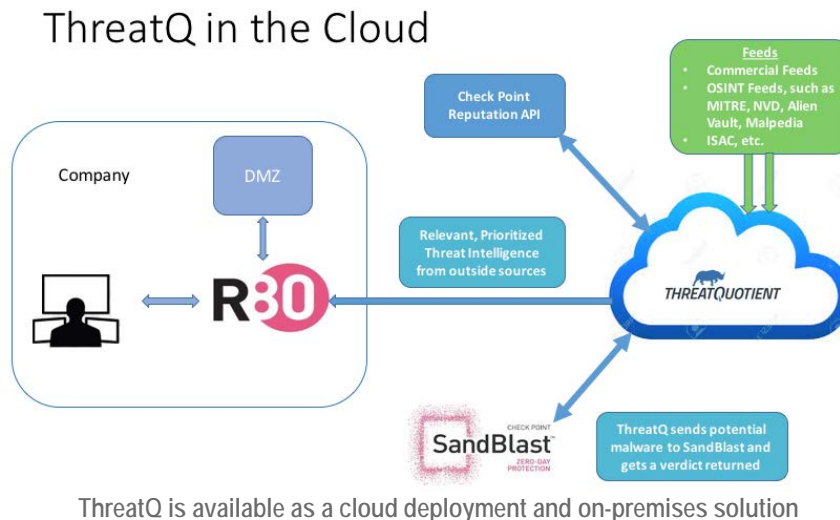 ThreatQ in the Cloud
Feeds
• Commercial Feeds
• OSINT Feeds, such as
MITRE, NVD, Alien
Vault, Malpedia
• ISAC, etc.
Check Point
Reputation API
Company
DMZ
Relevant, Prioritized
Threat Intelligence
from outside sources
R80
THREATQUOTIENT
CHECK POINT
SandBlast™
ZERO-DAY
PROTECTION
ThreatQ sends potential
malware to SandBlast and
gets a verdict returned
ThreatQ is available as a cloud deployment and on-premises solution